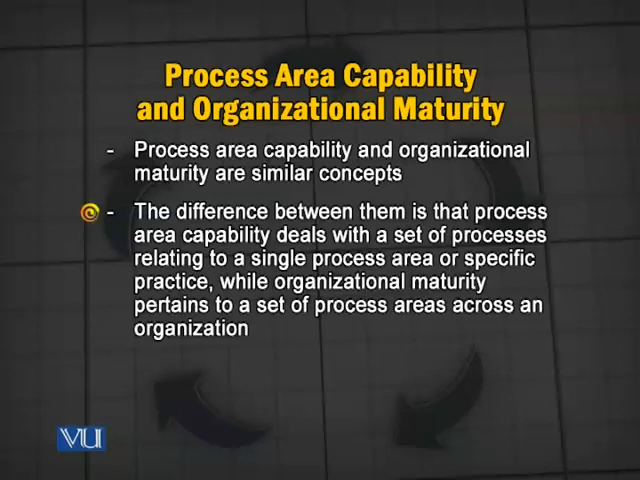 Process Area Capability
and Organizational Maturity
- Process area capability and organizational
maturity are similar concepts
- The difference between them is that process
area capability deals with a set of processes
relating to a single process area or specific
practice, while organizational maturity
pertains to a set of process areas across an
organization
VU